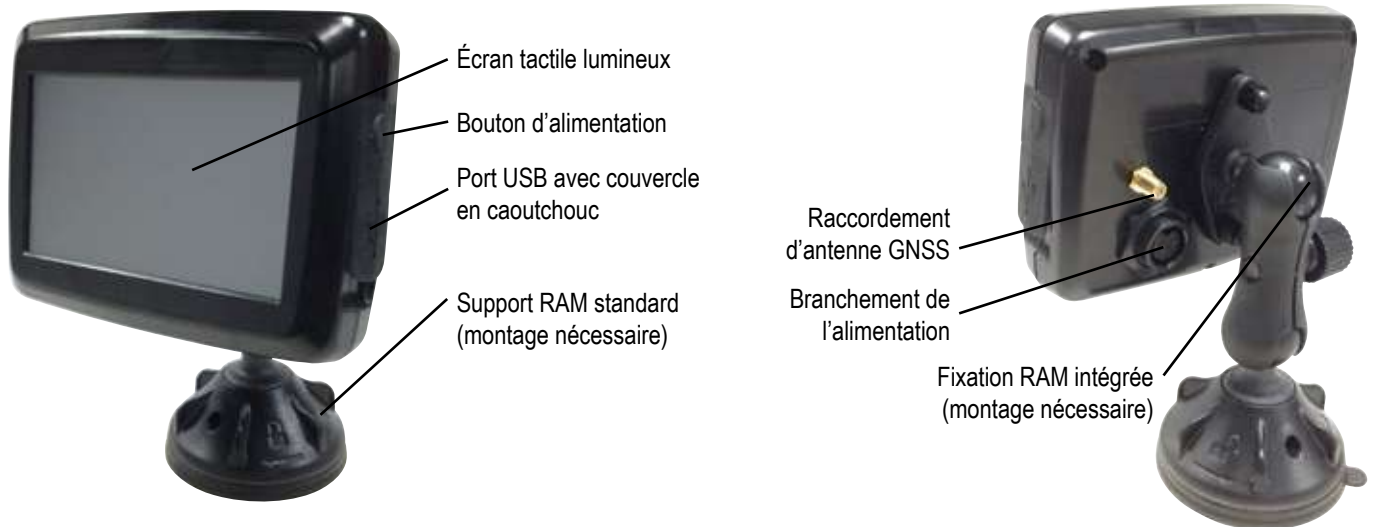 Écran tactile lumineux
Bouton d'alimentation
Port USB avec couvercle
en caoutchouc
Support RAM standard
(montage nécessaire)
Raccordement
d'antenne GNSS
Branchement de
l'alimentation
Fixation RAM intégrée
(montage nécessaire)